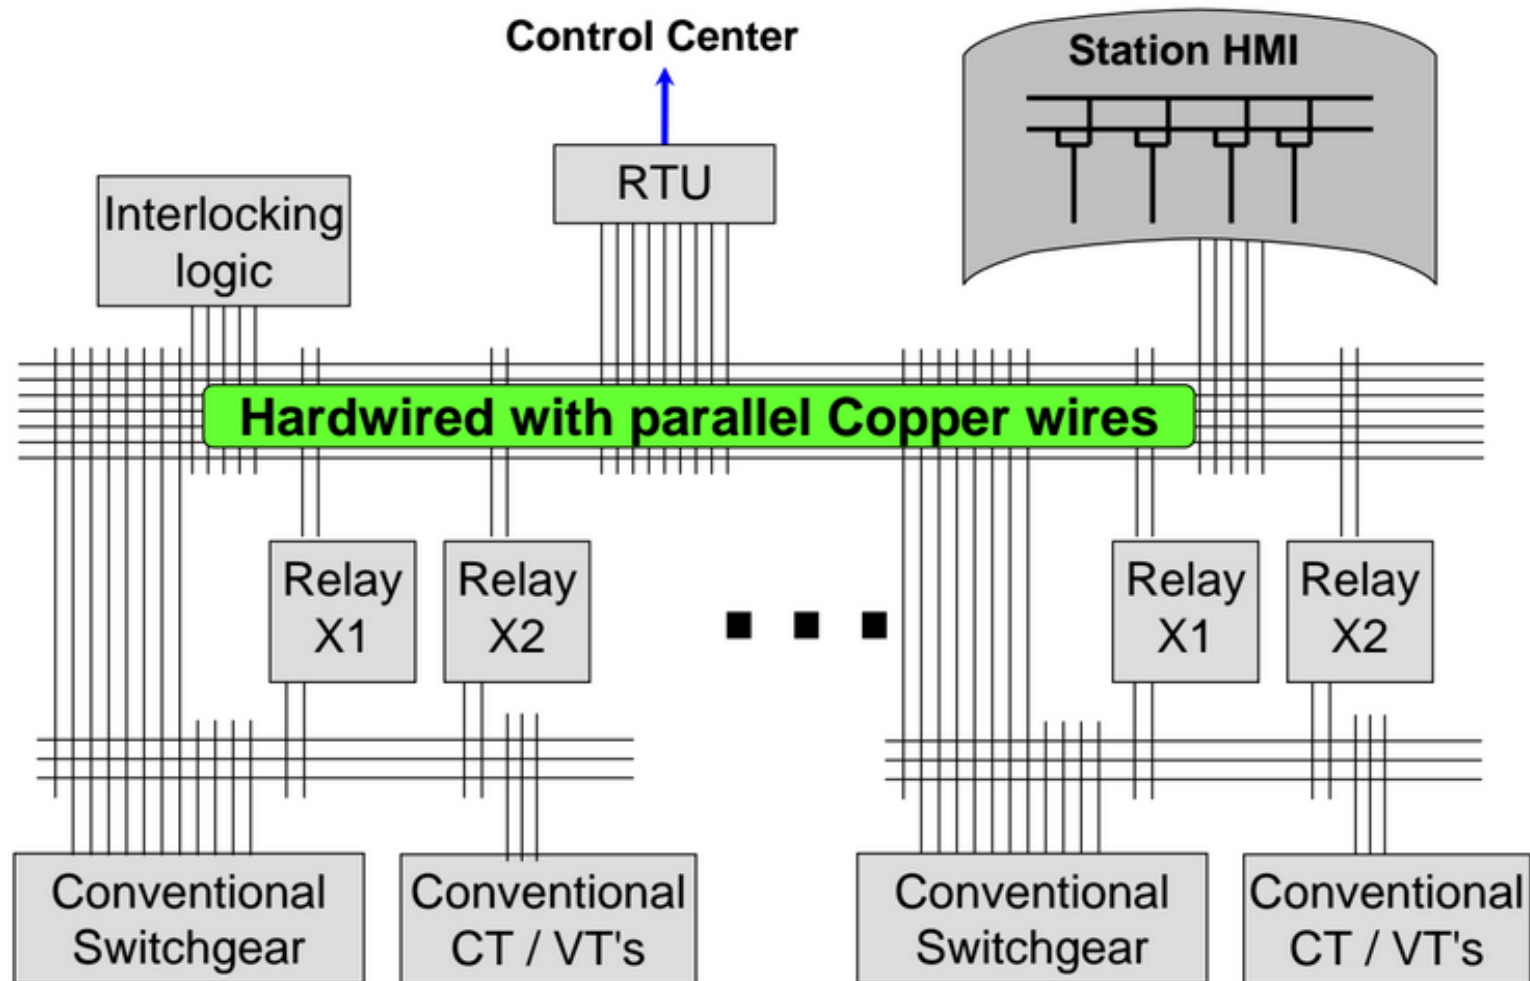 Control Center
Station HMI
RTU
Interlocking
logic
Hardwired with parallel Copper wires
Relay
X1
Relay
X2
Relay
X1
Relay
X2
Conventional
Switchgear
Conventional
CT / VT's
Conventional
Switchgear
Conventional
CT / VT's